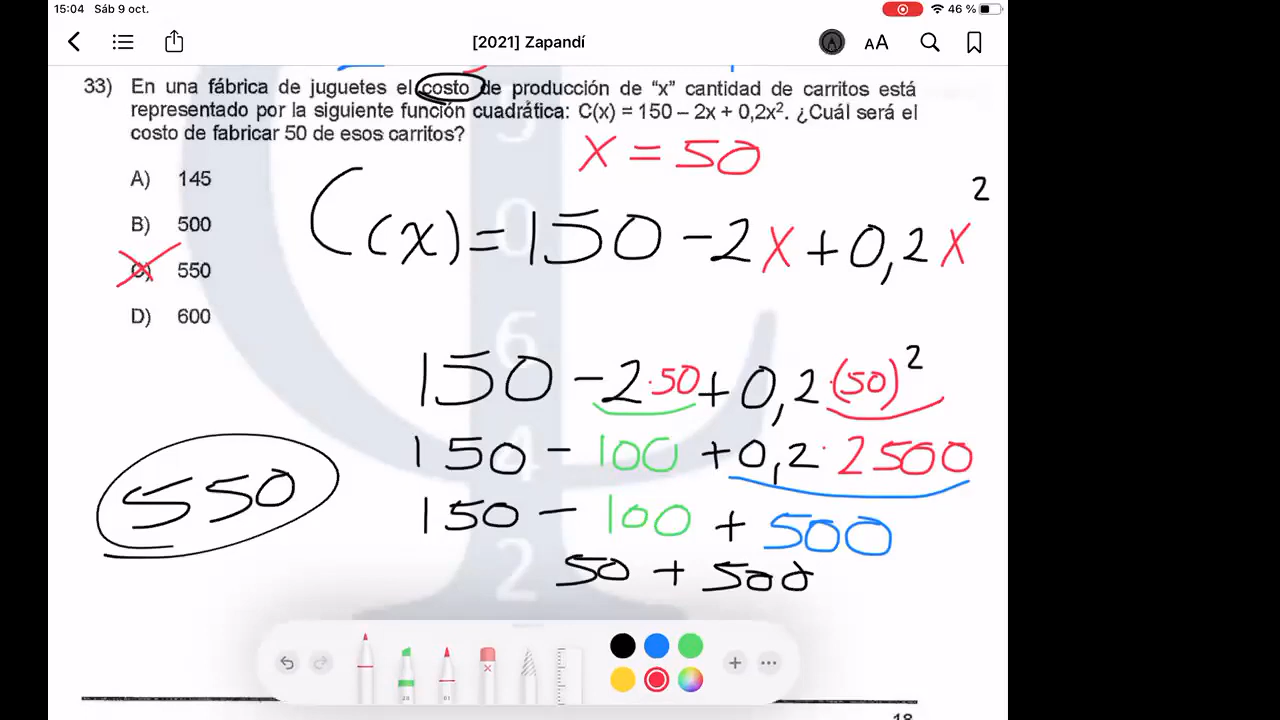 15:04 Sáb 9 oct.
46 %
[2021] Zapandí
AA
33) En una fábrica de juguetes el costo de producción de “x” cantidad de carritos está
representado por la siguiente función cuadrática: C(x) = 150 – 2x + 0,2x². ¿Cuál será el
costo de fabricar 50 de esos carritos?
x = 50
A) 145
B) 500
C) 550
D) 600
C(x) = 150 - 2x + 0,2x²
150 - 2·50 + 0,2·(50)²
150 - 100 + 0,2·2500
150 - 100 + 500
50 + 500
550
18